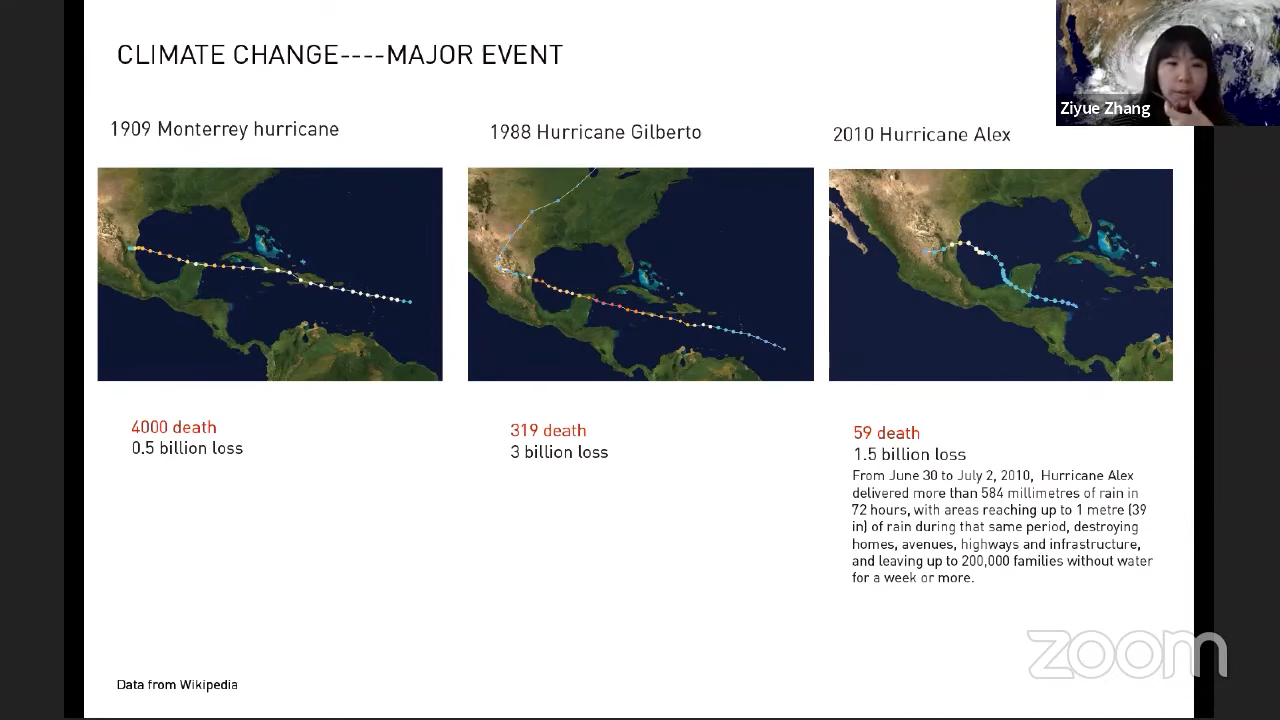 CLIMATE CHANGE----MAJOR EVENT
Ziyue Zhang
1909 Monterrey hurricane
1988 Hurricane Gilberto
2010 Hurricane Alex
4000 death
0.5 billion loss
319 death
3 billion loss
59 death
1.5 billion loss
From June 30 to July 2, 2010, Hurricane Alex
delivered more than 584 millimetres of rain in
72 hours, with areas reaching up to 1 metre (39
in) of rain during that same period, destroying
homes, avenues, highways and infrastructure,
and leaving up to 200,000 families without water
for a week or more.
zoom
Data from Wikipedia